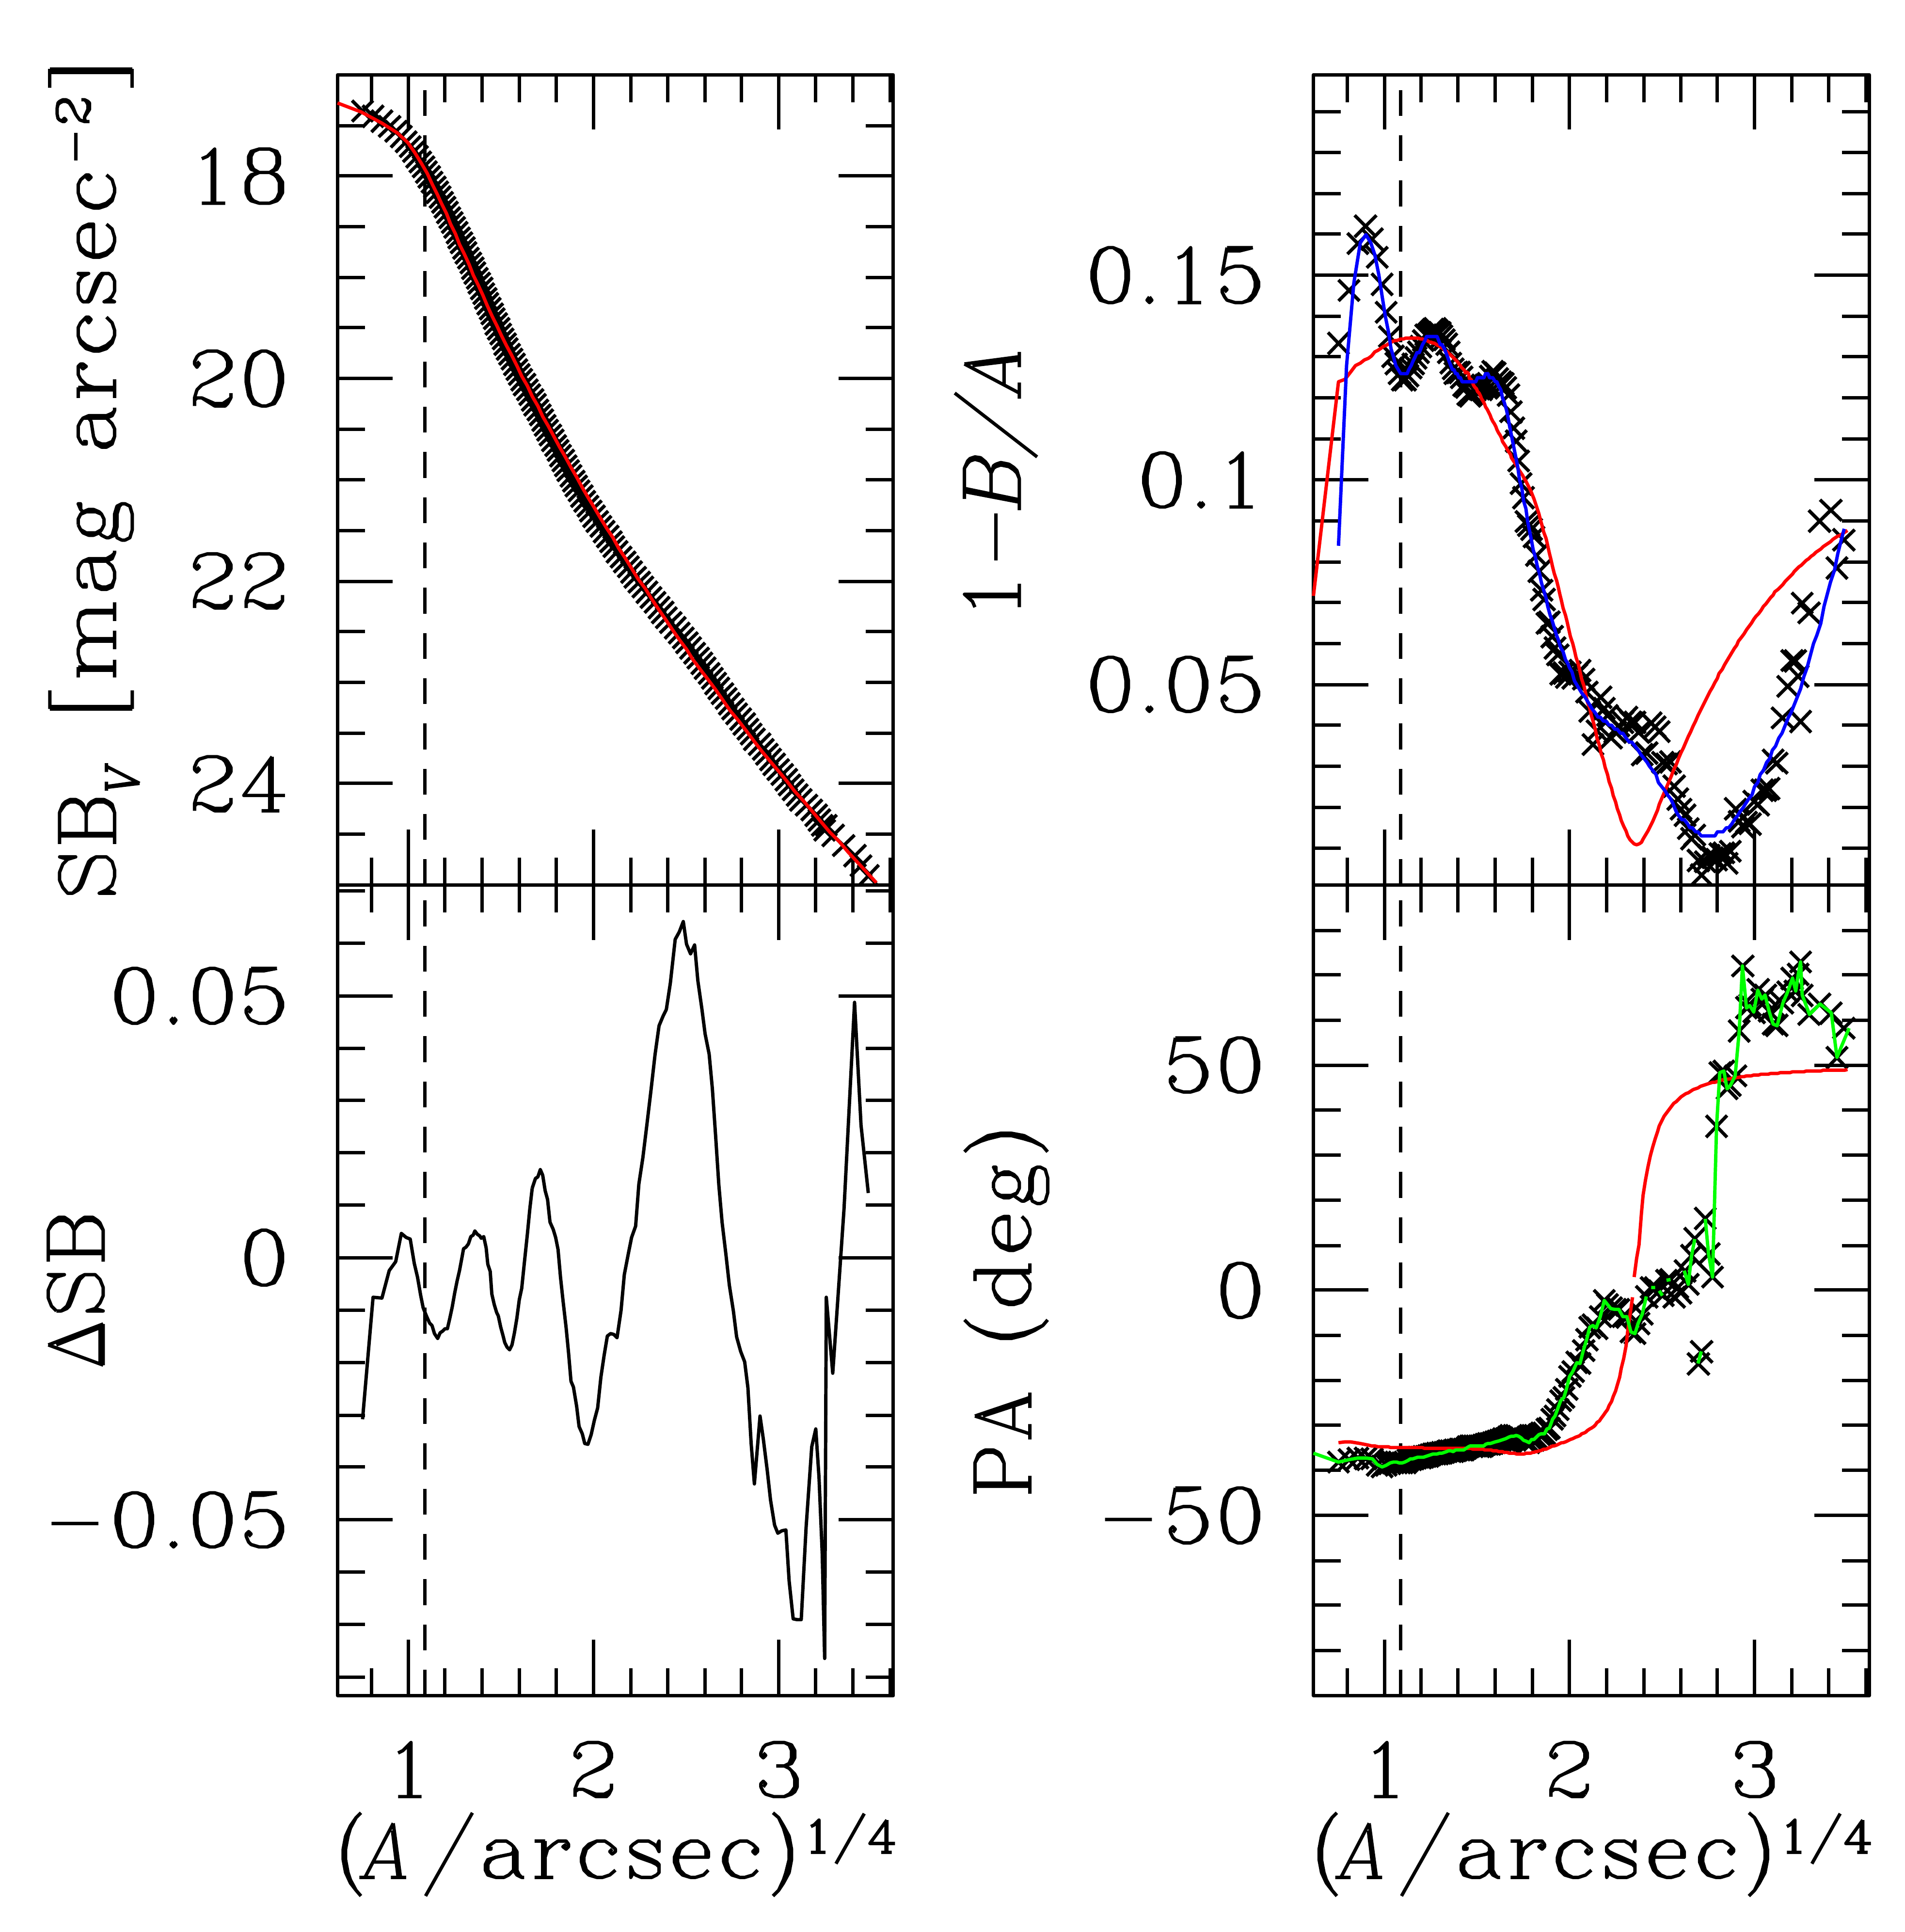 SB_V [mag arcsec^−2]
18
20
22
24
ΔSB
0.05
0
−0.05
1 2 3
(A/arcsec)^1/4
1−B/A
0.15
0.1
0.05
PA (deg)
50
0
−50
1 2 3
(A/arcsec)^1/4